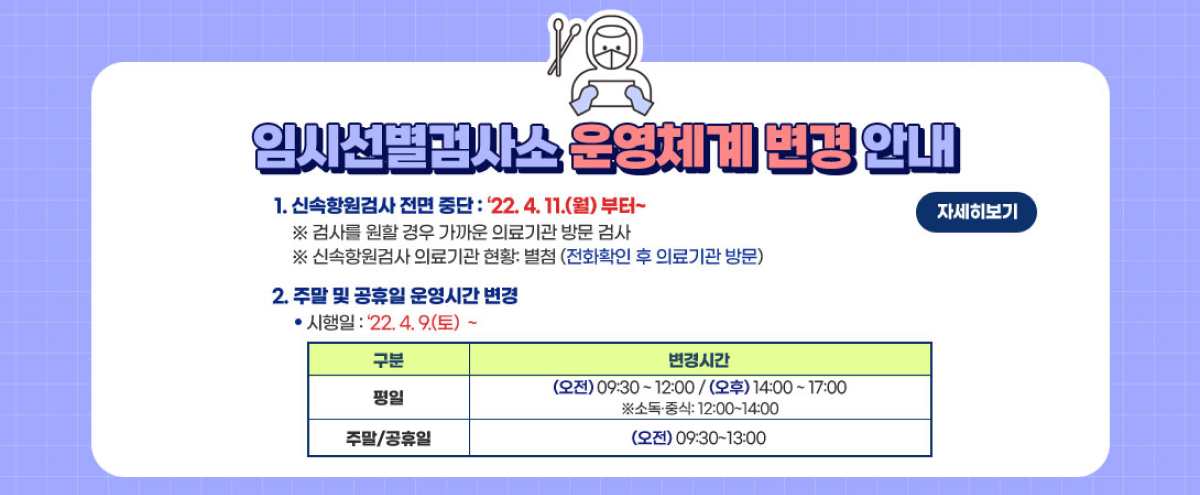 임시선별검사소 운영체계 변경 안내
1. 신속항원검사 전면 중단 : ‘22. 4. 11.(월) 부터~
자세히보기
※ 검사를 원할 경우 가까운 의료기관 방문 검사
※ 신속항원검사 의료기관 현황: 별첨 (전화확인 후 의료기관 방문)
2. 주말 및 공휴일 운영시간 변경
• 시행일 : ‘22. 4. 9.(토) ~
구분 변경시간
평일 (오전) 09:30 ~ 12:00 / (오후) 14:00 ~ 17:00
※소독·중식: 12:00~14:00
주말/공휴일 (오전) 09:30~13:00